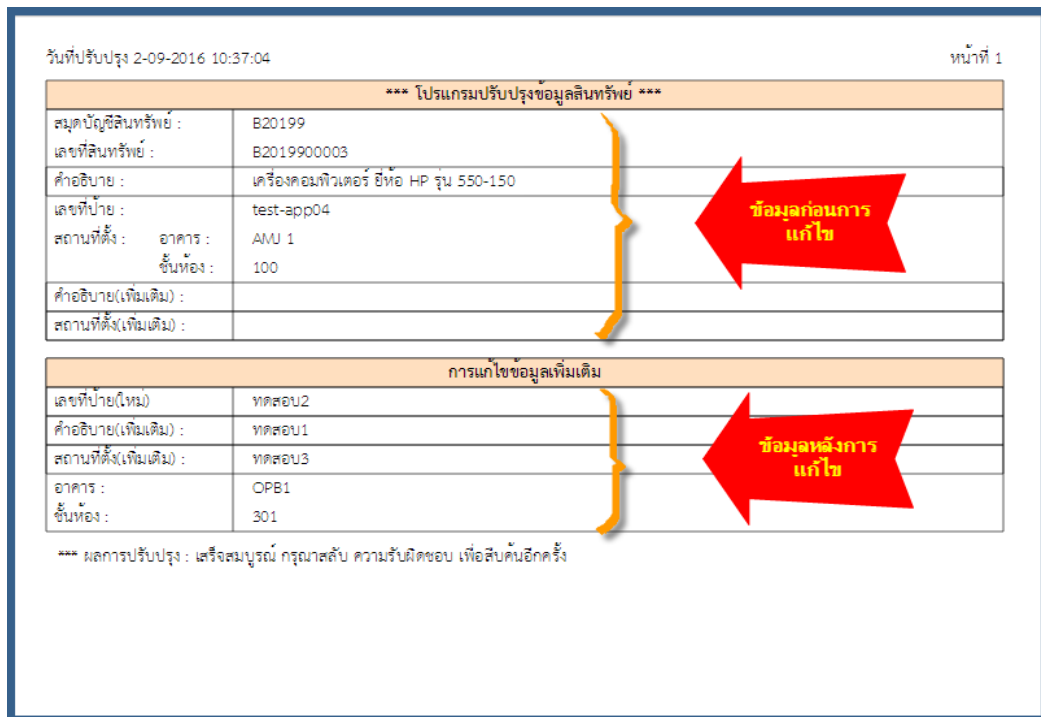 วันที่ปรับปรุง 2-09-2016 10:37:04 หน้าที่ 1
*** โปรแกรมปรับปรุงข้อมูลสินทรัพย์ ***
สมุดบัญชีสินทรัพย์ : B20199
เลขที่สินทรัพย์ : B2019900003
คำอธิบาย : เครื่องคอมพิวเตอร์ ยี่ห้อ HP รุ่น 550-150
เลขที่ป้าย : test-app04
สถานที่ตั้ง : อาคาร : AMJ 1
ชั้นห้อง : 100
คำอธิบาย(เพิ่มเติม) :
สถานที่ตั้ง(เพิ่มเติม) :
ข้อมูลก่อนการ
แก้ไข
การแก้ไขข้อมูลเพิ่มเติม
เลขที่ป้าย(ใหม่) ทดสอบ2
คำอธิบาย(เพิ่มเติม) : ทดสอบ1
สถานที่ตั้ง(เพิ่มเติม) : ทดสอบ3
อาคาร : OPB1
ชั้นห้อง : 301
ข้อมูลหลังการ
แก้ไข
*** ผลการปรับปรุง : เสร็จสมบูรณ์ กรุณาสลับ ความรับผิดชอบ เพื่อสืบค้นอีกครั้ง